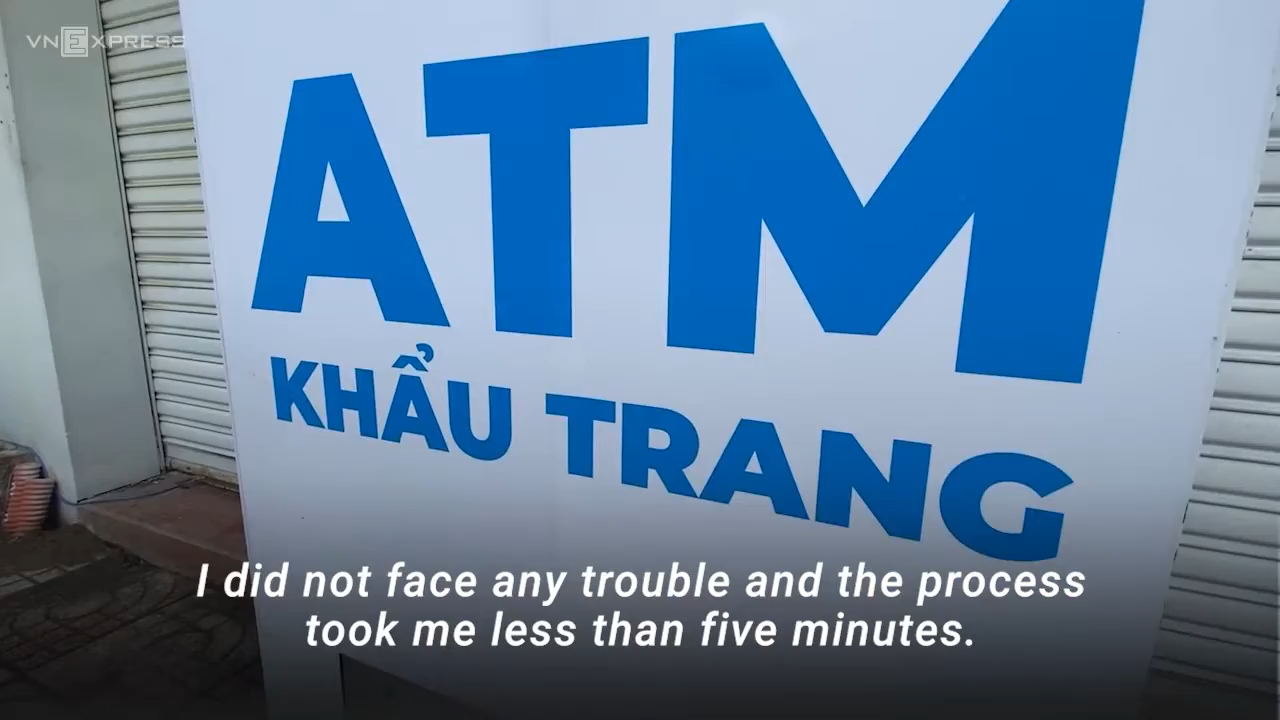 VNEXPRESS
ATM
KHẨU TRANG
I did not face any trouble and the process
took me less than five minutes.